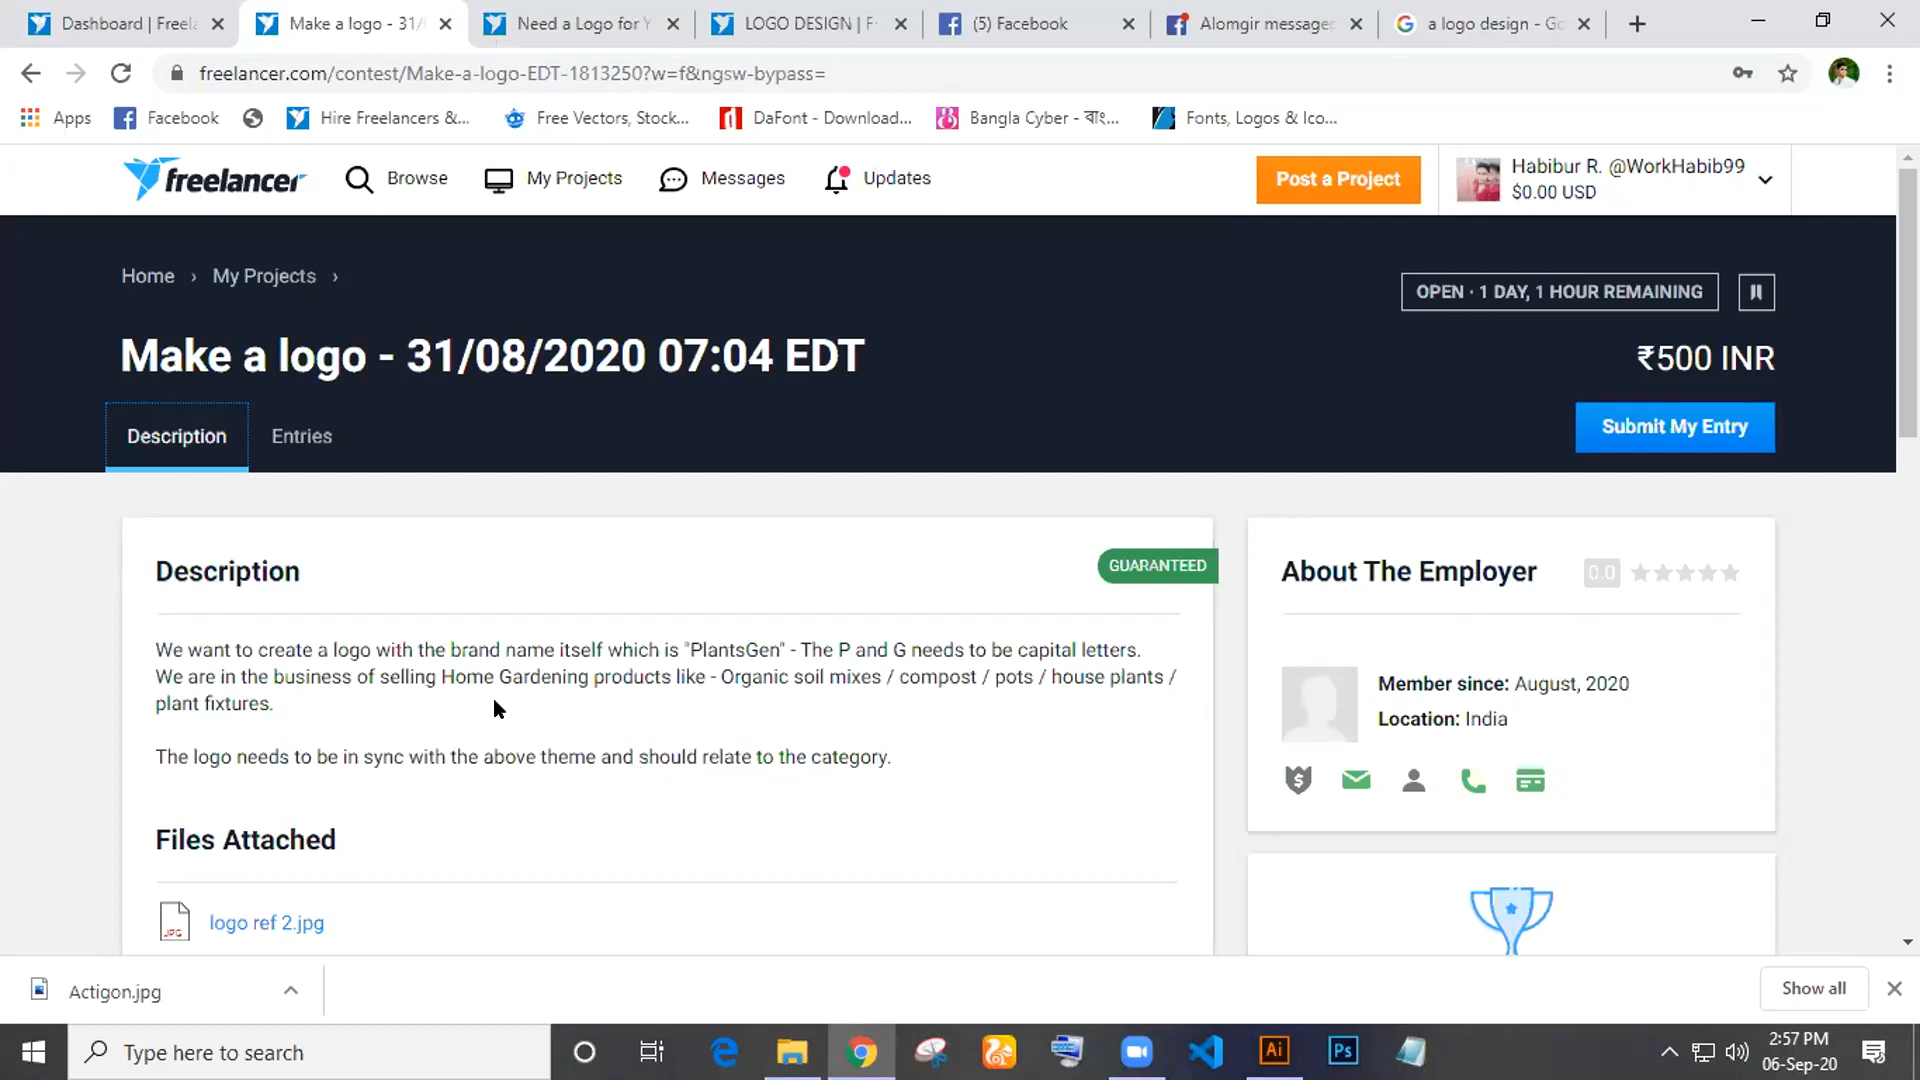 Dashboard | Freela
Make a logo - 31/
Need a Logo for Y
LOGO DESIGN | F
(5) Facebook
Alomgir message
a logo design - Go
freelancer.com/contest/Make-a-logo-EDT-1813250?w=f&ngsw-bypass=
Apps
Facebook
Hire Freelancers &...
Free Vectors, Stock...
DaFont - Download...
Bangla Cyber - বাং...
Fonts, Logos & Ico...
freelancer
Browse
My Projects
Messages
Updates
Post a Project
Habibur R. @WorkHabib99
$0.00 USD
Home › My Projects ›
OPEN · 1 DAY, 1 HOUR REMAINING
Make a logo - 31/08/2020 07:04 EDT
₹500 INR
Description
Entries
Submit My Entry
Description
GUARANTEED
We want to create a logo with the brand name itself which is "PlantsGen" - The P and G needs to be capital letters.
We are in the business of selling Home Gardening products like - Organic soil mixes / compost / pots / house plants /
plant fixtures.
The logo needs to be in sync with the above theme and should relate to the category.
Files Attached
JPG
logo ref 2.jpg
About The Employer
0.0
Member since: August, 2020
Location: India
Actigon.jpg
Show all
Type here to search
Ai
Ps
2:57 PM
06-Sep-20